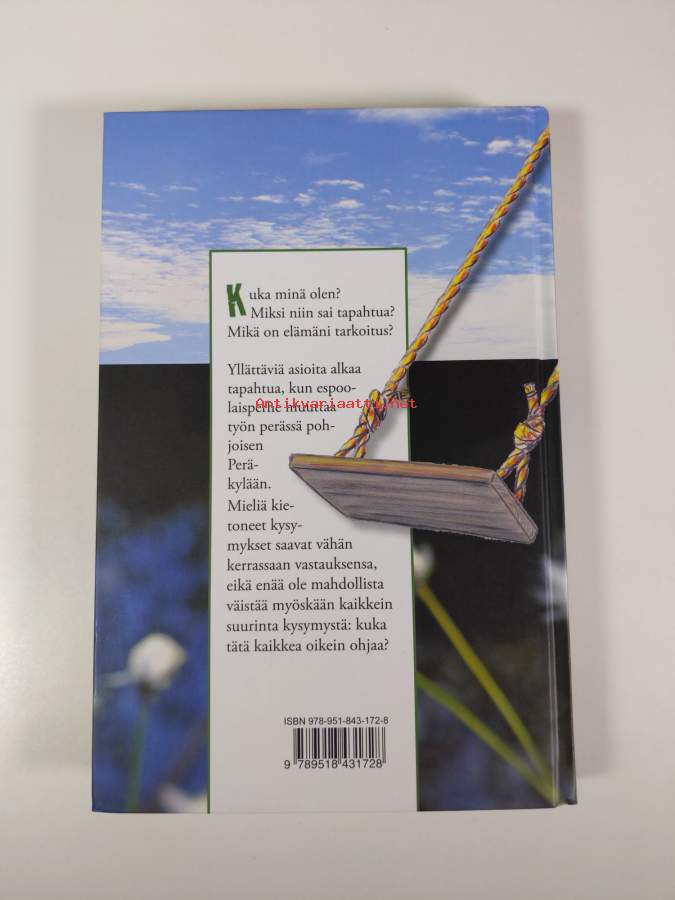 Kuka minä olen?
Miksi niin sai tapahtua?
Mikä on elämäni tarkoitus?
Yllättäviä asioita alkaa
tapahtua, kun espoo-
laisperhe muuttaa
Antikvariaatti.net
työn perässä poh-
joisen
Perä-
kylään.
Mieliä kie-
toneet kysy-
mykset saavat vähän
kerrassaan vastauksensa,
eikä enää ole mahdollista
väistää myöskään kaikkein
suurinta kysymystä: kuka
tätä kaikkea oikein ohjaa?
ISBN 978-951-843-172-8
9 789518 431728